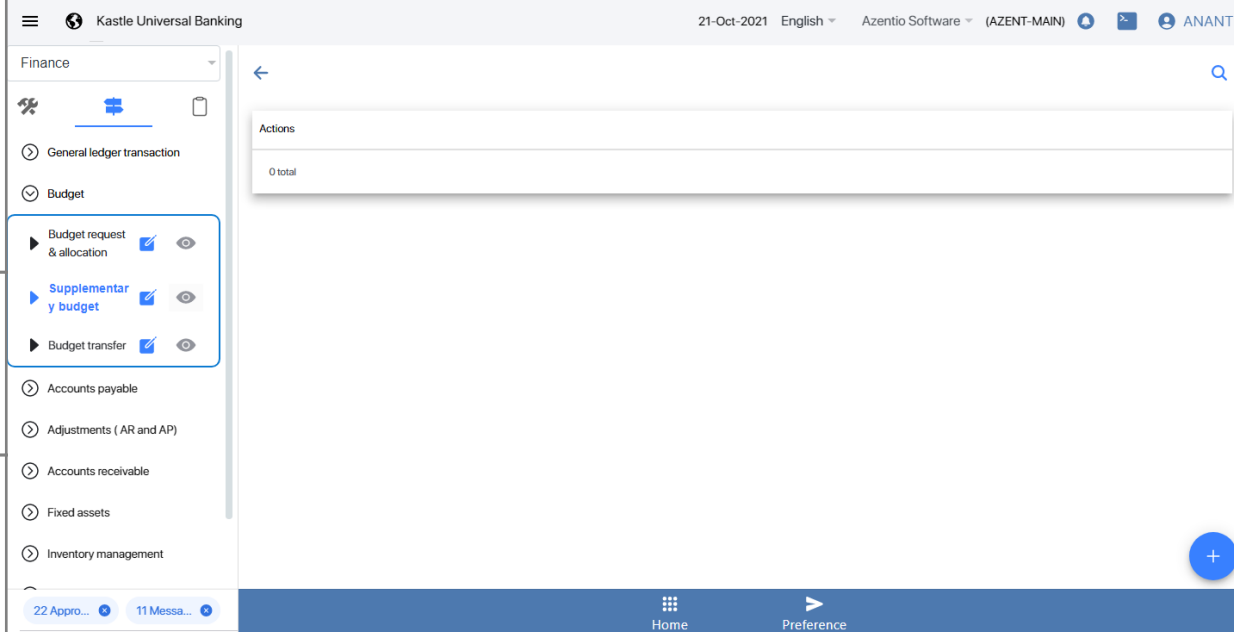 Kastle Universal Banking
21-Oct-2021 English Azentio Software (AZENT-MAIN) ANANT
Finance
Actions
0 total
General ledger transaction
Budget
Budget request
& allocation
Supplementar
y budget
Budget transfer
Accounts payable
Adjustments ( AR and AP)
Accounts receivable
Fixed assets
Inventory management
22 Appro...
11 Messa...
Home
Preference